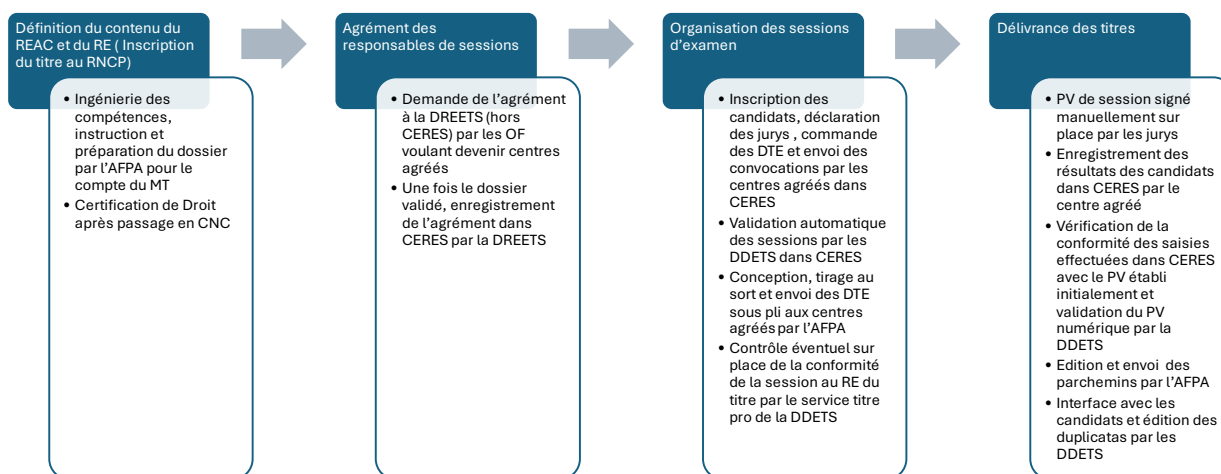 Définition du contenu du
REAC et du RE ( Inscription
du titre au RNCP)
• Ingénierie des
compétences,
instruction et
préparation du dossier
par l’AFPA pour le
compte du MT
• Certification de Droit
après passage en CNC
Agrément des
responsables de sessions
• Demande de l’agrément
à la DREETS (hors
CERES) par les OF
voulant devenir centres
agréés
• Une fois le dossier
validé, enregistrement
de l’agrément dans
CERES par la DREETS
Organisation des sessions
d’examen
• Inscription des
candidats, déclaration
des jurys , commande
des DTE et envoi des
convocations par les
centres agréés dans
CERES
• Validation automatique
des sessions par les
DDETS dans CERES
• Conception, tirage au
sort et envoi des DTE
sous pli aux centres
agréés par l’AFPA
• Contrôle éventuel sur
place de la conformité
de la session au RE du
titre par le service titre
pro de la DDETS
Délivrance des titres
• PV de session signé
manuellement sur
place par les jurys
• Enregistrement des
résultats des candidats
dans CERES par le
centre agréé
• Vérification de la
conformité des saisies
effectuées dans CERES
avec le PV établi
initialement et
validation du PV
numérique par la
DDETS
• Edition et envoi des
parchemins par l’AFPA
• Interface avec les
candidats et édition des
duplicatas par les
DDETS